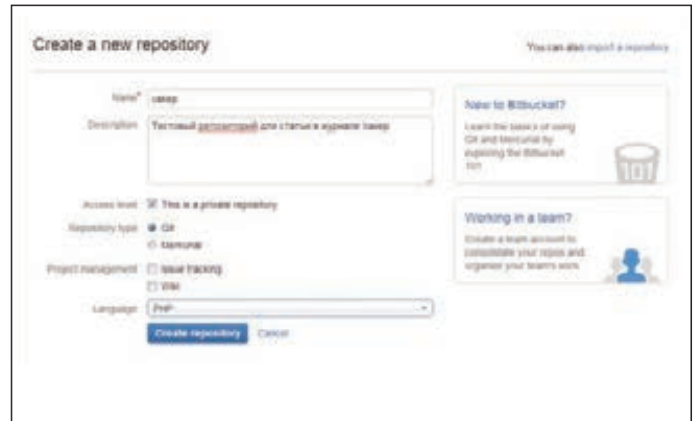 Create a new repository
You can also import a repository
Name*
Description
Тестовый репозиторий для статьи в журнале Хакер
Access level This is a private repository
Repository type Git
Mercurial
Project management Issue tracking
Wiki
Language PHP
Create repository Cancel
New to Bitbucket?
Learn the basics of using
Git and Mercurial by
exploring the Bitbucket
101
101
Working in a team?
Create a team account to
consolidate your repos and
organize your team's work